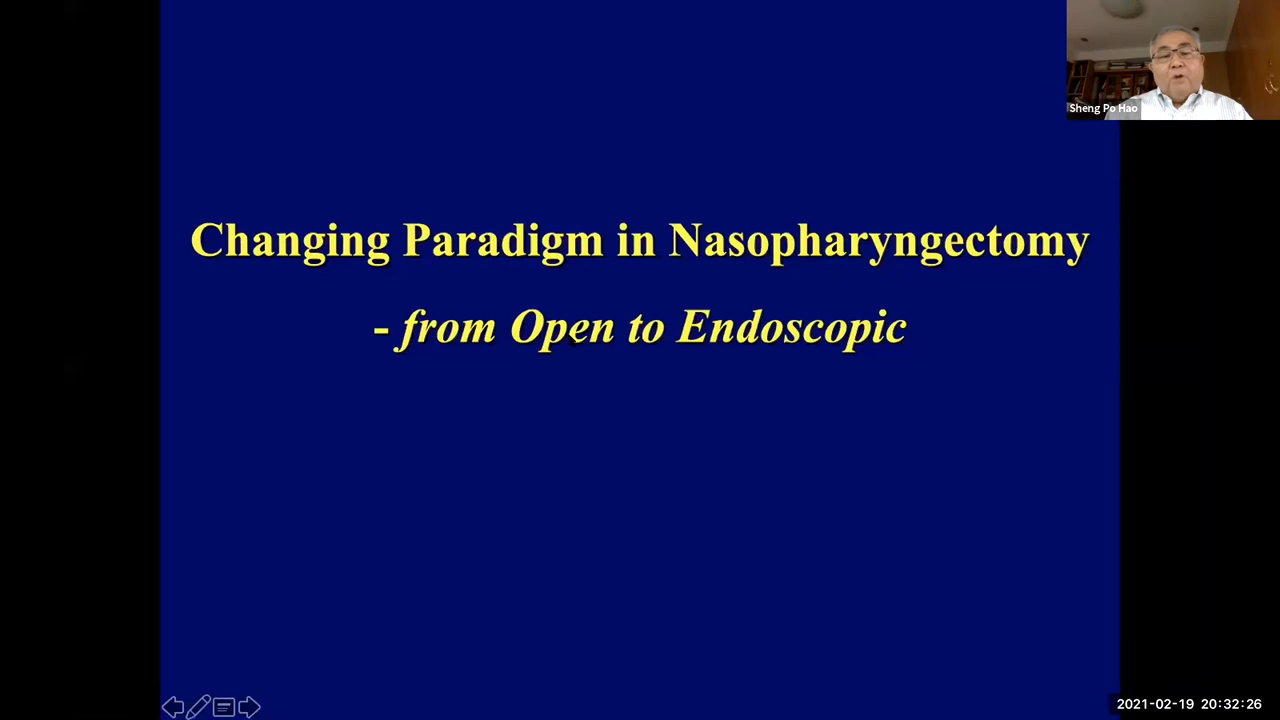 Sheng Po Hao
Changing Paradigm in Nasopharyngectomy
- from Open to Endoscopic
2021-02-19 20:32:26